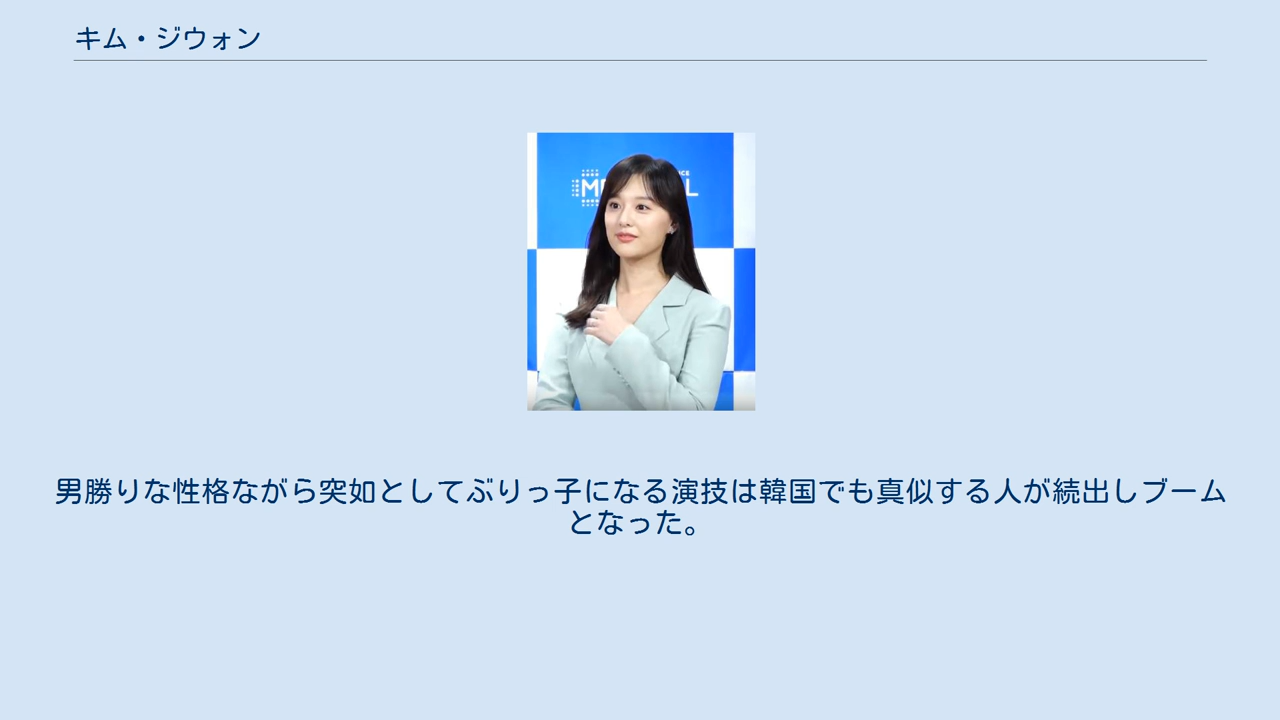 キム・ジウォン
男勝りな性格ながら突如としてぶりっ子になる演技は韓国でも真似する人が続出しブーム
となった。